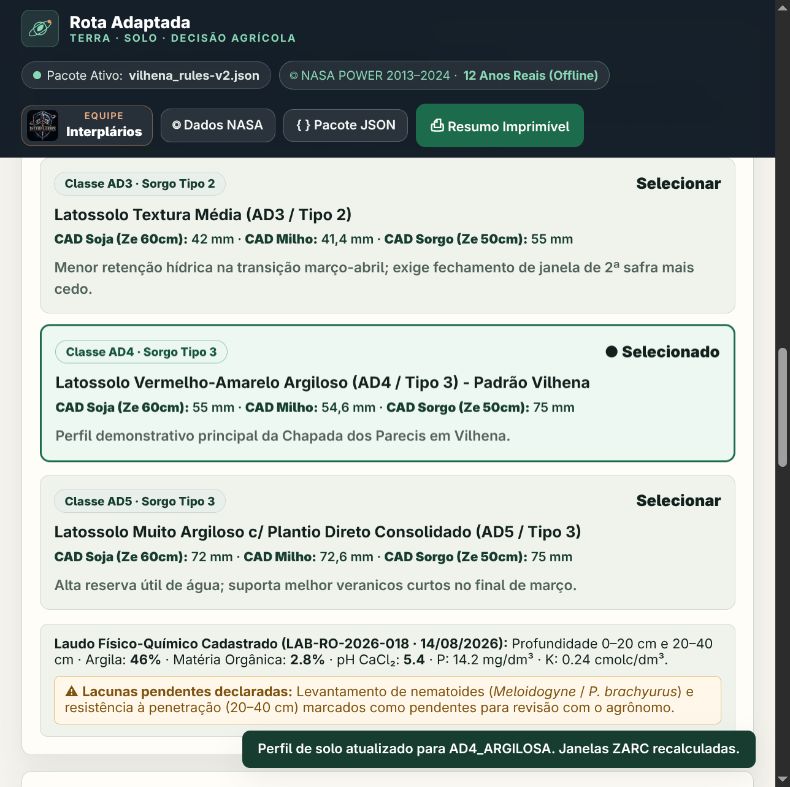 Rota Adaptada
TERRA · SOLO · DECISÃO AGRÍCOLA
Pacote Ativo: vilhena_rules-v2.json
© NASA POWER 2013–2024 · 12 Anos Reais (Offline)
EQUIPE
Interplários
Dados NASA
{ } Pacote JSON
Resumo Imprimível
Classe AD3 · Sorgo Tipo 2
Selecionar
Latossolo Textura Média (AD3 / Tipo 2)
CAD Soja (Ze 60cm): 42 mm · CAD Milho: 41,4 mm · CAD Sorgo (Ze 50cm): 55 mm
Menor retenção hídrica na transição março-abril; exige fechamento de janela de 2ª safra mais
cedo.
Classe AD4 · Sorgo Tipo 3
● Selecionado
Latossolo Vermelho-Amarelo Argiloso (AD4 / Tipo 3) - Padrão Vilhena
CAD Soja (Ze 60cm): 55 mm · CAD Milho: 54,6 mm · CAD Sorgo (Ze 50cm): 75 mm
Perfil demonstrativo principal da Chapada dos Parecis em Vilhena.
Classe AD5 · Sorgo Tipo 3
Selecionar
Latossolo Muito Argiloso c/ Plantio Direto Consolidado (AD5 / Tipo 3)
CAD Soja (Ze 60cm): 72 mm · CAD Milho: 72,6 mm · CAD Sorgo (Ze 50cm): 75 mm
Alta reserva útil de água; suporta melhor veranicos curtos no final de março.
Laudo Físico-Químico Cadastrado (LAB-RO-2026-018 · 14/08/2026): Profundidade 0–20 cm e 20–40
cm · Argila: 46% · Matéria Orgânica: 2.8% · pH CaCl₂: 5.4 · P: 14.2 mg/dm³ · K: 0.24 cmolc/dm³.
⚠ Lacunas pendentes declaradas: Levantamento de nematoides (Meloidogyne / P. brachyurus) e
resistência à penetração (20–40 cm) marcados como pendentes para revisão com o agrônomo.
Perfil de solo atualizado para AD4_ARGILOSA. Janelas ZARC recalculadas.